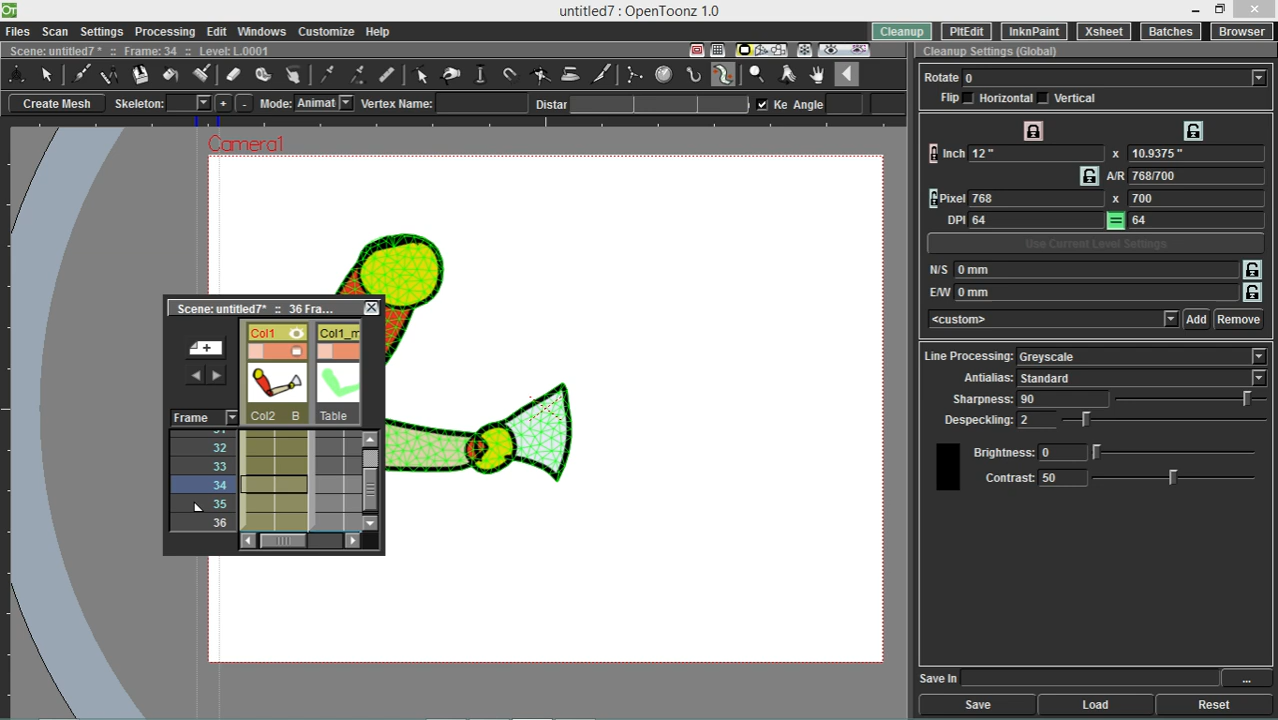 OT untitled7 : OpenToonz 1.0
Files Scan Settings Processing Edit Windows Customize Help Cleanup PltEdit InknPaint Xsheet Batches Browser
Scene: untitled7* :: Frame: 34 :: Level: L.0001 Cleanup Settings (Global)
Rotate 0
Flip Horizontal Vertical
Create Mesh Skeleton: + - Mode: Animat Vertex Name: Distar Ke Angle
Camera1
Inch 12 " x 10.9375 "
A/R 768/700
Pixel 768 x 700
DPI 64 = 64
Use Current Level Settings
N/S 0 mm
E/W 0 mm
<custom> Add Remove
Line Processing: Greyscale
Antialias: Standard
Sharpness: 90
Despeckling: 2
Brightness: 0
Contrast: 50
Scene: untitled7* :: 36 Fra...
Col1 Col1_m
+
Frame Col2 B Table
32
33
34
35
36
Save In ...
Save Load Reset